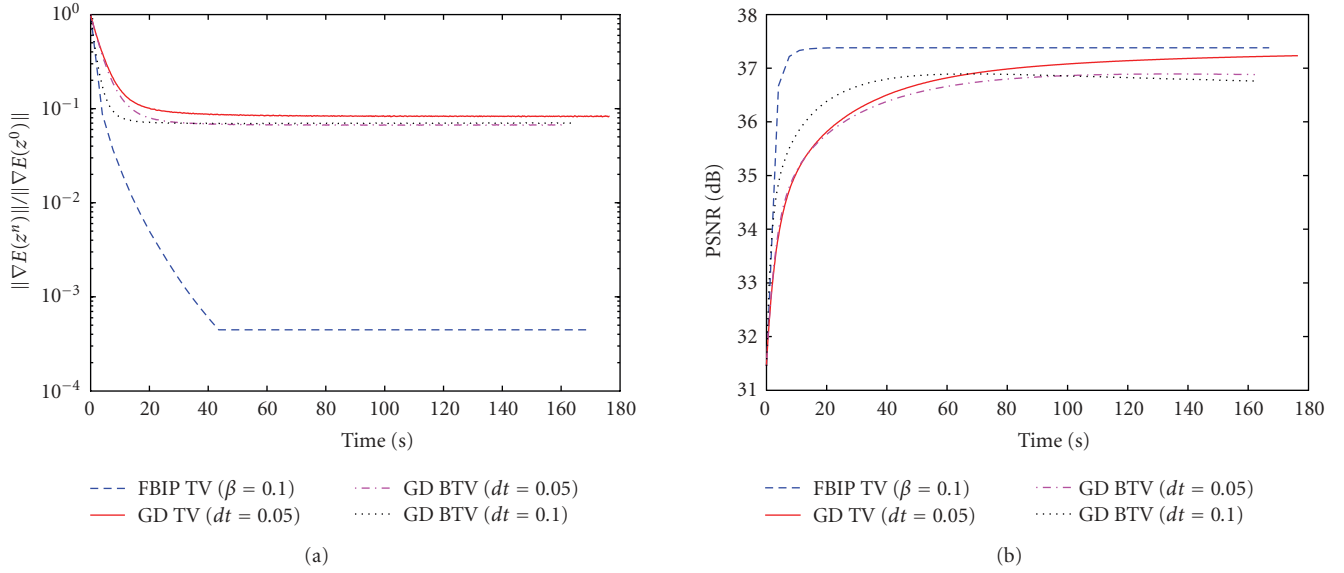 10⁰
10⁻¹
10⁻²
10⁻³
10⁻⁴
‖∇E(zⁿ)‖/‖∇E(z⁰)‖
0 20 40 60 80 100 120 140 160 180
Time (s)
FBIP TV (β = 0.1)
GD TV (dt = 0.05)
GD BTV (dt = 0.05)
GD BTV (dt = 0.1)
(a)
38
37
36
35
34
33
32
31
PSNR (dB)
0 20 40 60 80 100 120 140 160 180
Time (s)
FBIP TV (β = 0.1)
GD TV (dt = 0.05)
GD BTV (dt = 0.05)
GD BTV (dt = 0.1)
(b)